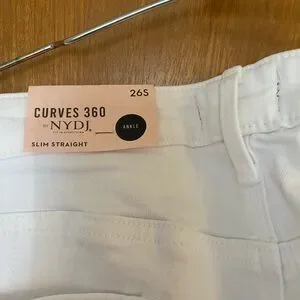 26S
CURVES 360
BY NYDJ
ANKLE
SLIM STRAIGHT